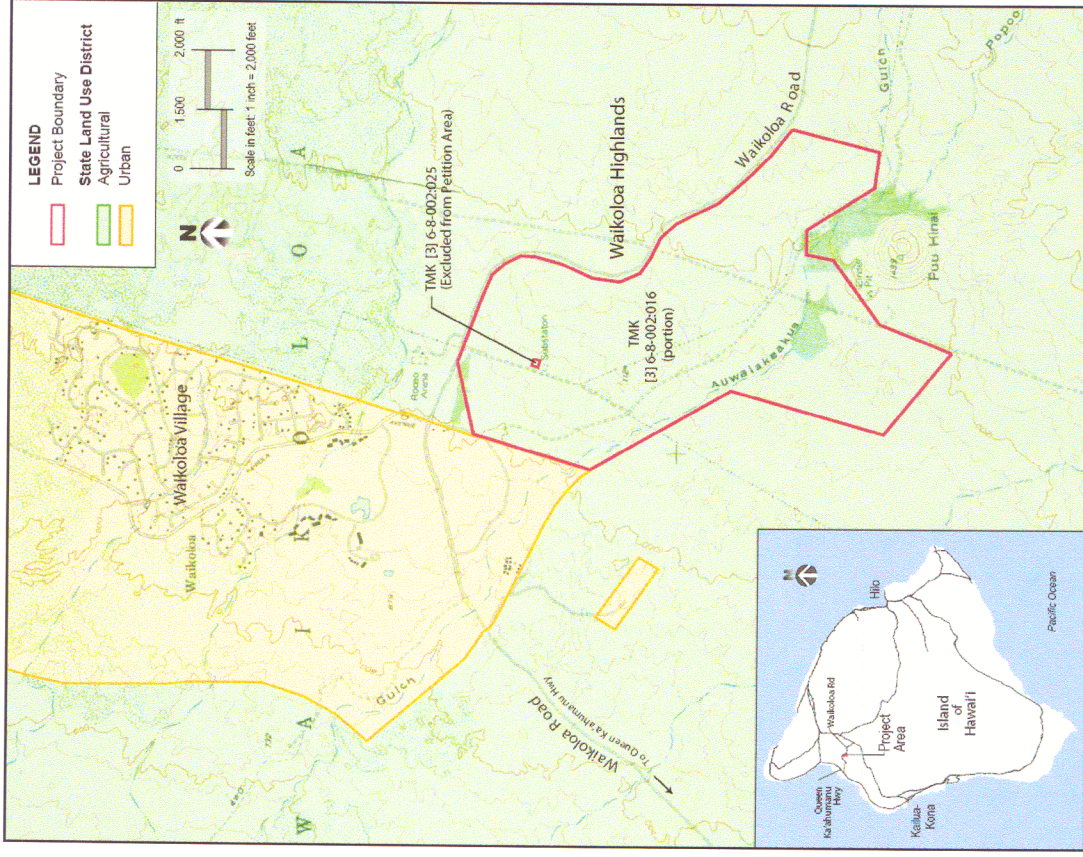 LEGEND
Project Boundary
State Land Use District
Agricultural
Urban
N
0 1,500 2,000 ft
Scale in feet: 1 inch = 2,000 feet
TMK [3] 6-8-002:025
(Excluded from Petition Area)
Waikoloa Highlands
Waikoloa Road
Gulch
Popoo
Waikoloa Village
Waikoloa
W A I K O L O A
Rodeo
Arena
Substation
TMK
[3] 6-8-002:016
(portion)
Auwaiakeakua
Puu Hinai
Gulch
732
Waikoloa Road
To Queen Ka'ahumanu Hwy
N
Hilo
Waikoloa Rd
Queen
Ka'ahumanu
Hwy
Project
Area
Island
of
Hawai'i
Kailua-
Kona
Pacific Ocean